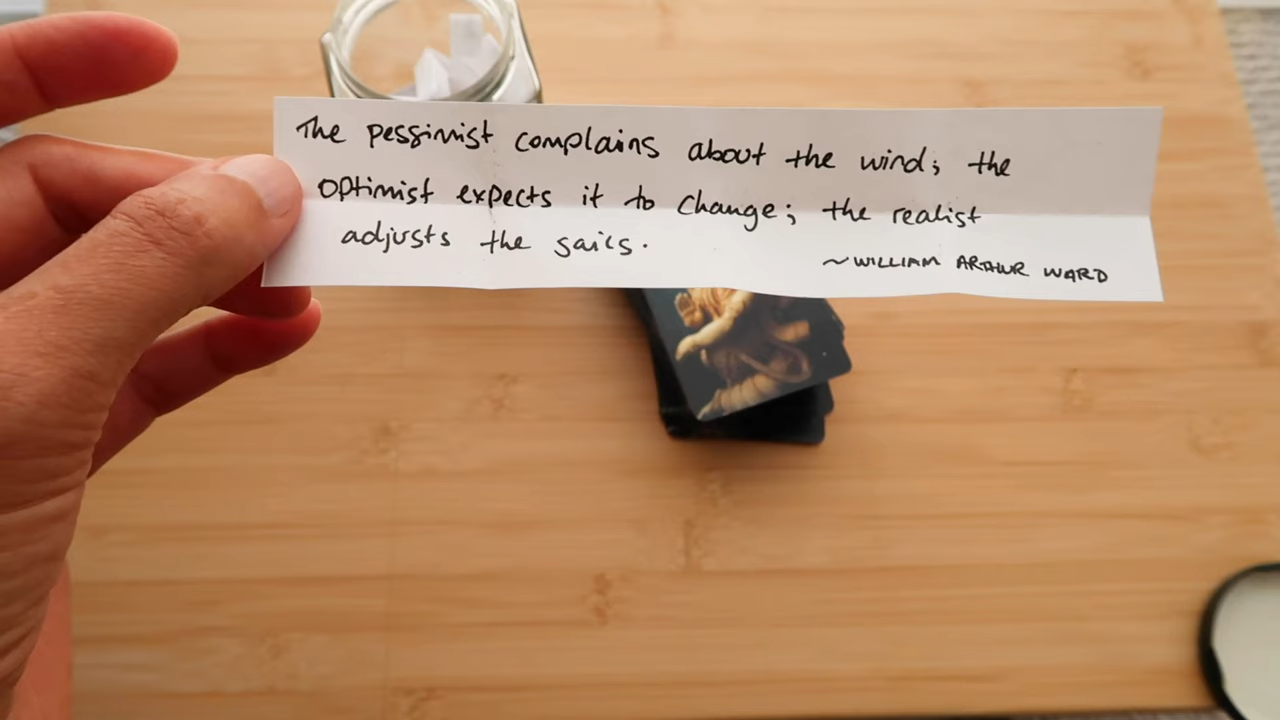 The pessimist complains about the wind; the
optimist expects it to change; the realist
adjusts the sails.
~WILLIAM ARTHUR WARD